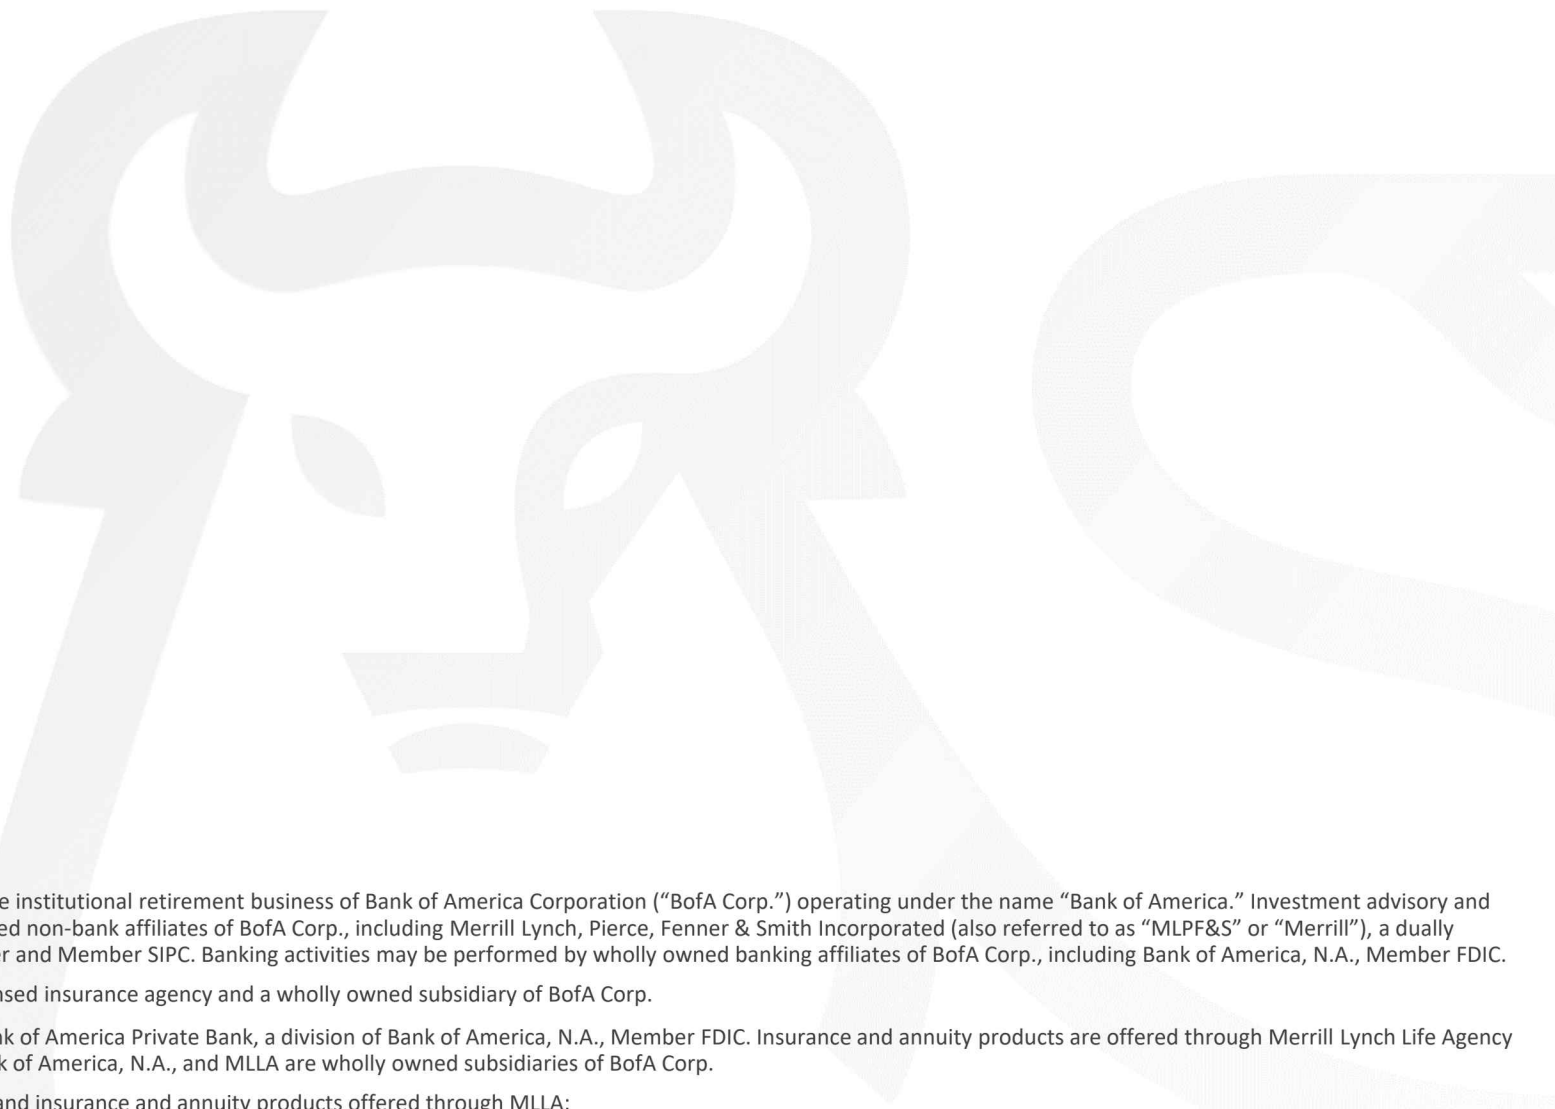 e institutional retirement business of Bank of America Corporation (“BofA Corp.”) operating under the name “Bank of America.” Investment advisory and
ed non-bank affiliates of BofA Corp., including Merrill Lynch, Pierce, Fenner & Smith Incorporated (also referred to as “MLPF&S” or “Merrill”), a dually
er and Member SIPC. Banking activities may be performed by wholly owned banking affiliates of BofA Corp., including Bank of America, N.A., Member FDIC.
nsed insurance agency and a wholly owned subsidiary of BofA Corp.
nk of America Private Bank, a division of Bank of America, N.A., Member FDIC. Insurance and annuity products are offered through Merrill Lynch Life Agency
k of America, N.A., and MLLA are wholly owned subsidiaries of BofA Corp.
and insurance and annuity products offered through MLLA: